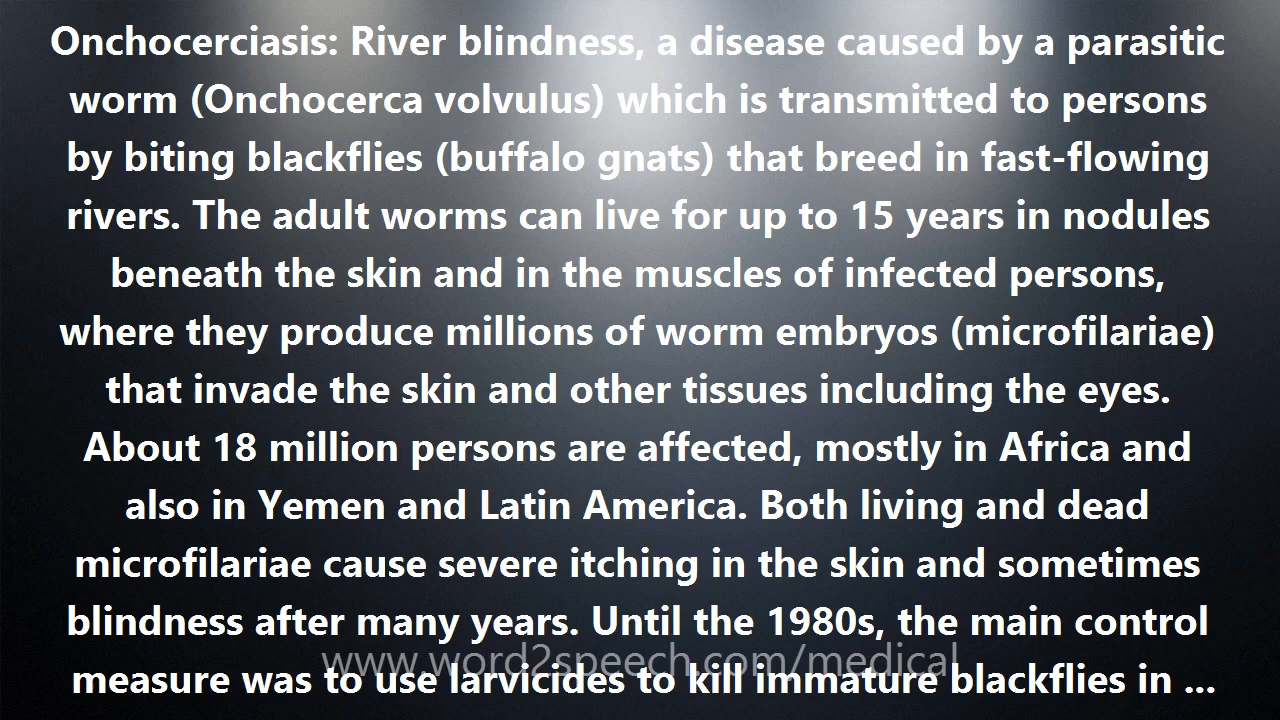 Onchocerciasis: River blindness, a disease caused by a parasitic
worm (Onchocerca volvulus) which is transmitted to persons
by biting blackflies (buffalo gnats) that breed in fast-flowing
rivers. The adult worms can live for up to 15 years in nodules
beneath the skin and in the muscles of infected persons,
where they produce millions of worm embryos (microfilariae)
that invade the skin and other tissues including the eyes.
About 18 million persons are affected, mostly in Africa and
also in Yemen and Latin America. Both living and dead
microfilariae cause severe itching in the skin and sometimes
blindness after many years. Until the 1980s, the main control
www.word2speech.com/medical
measure was to use larvicides to kill immature blackflies in ...